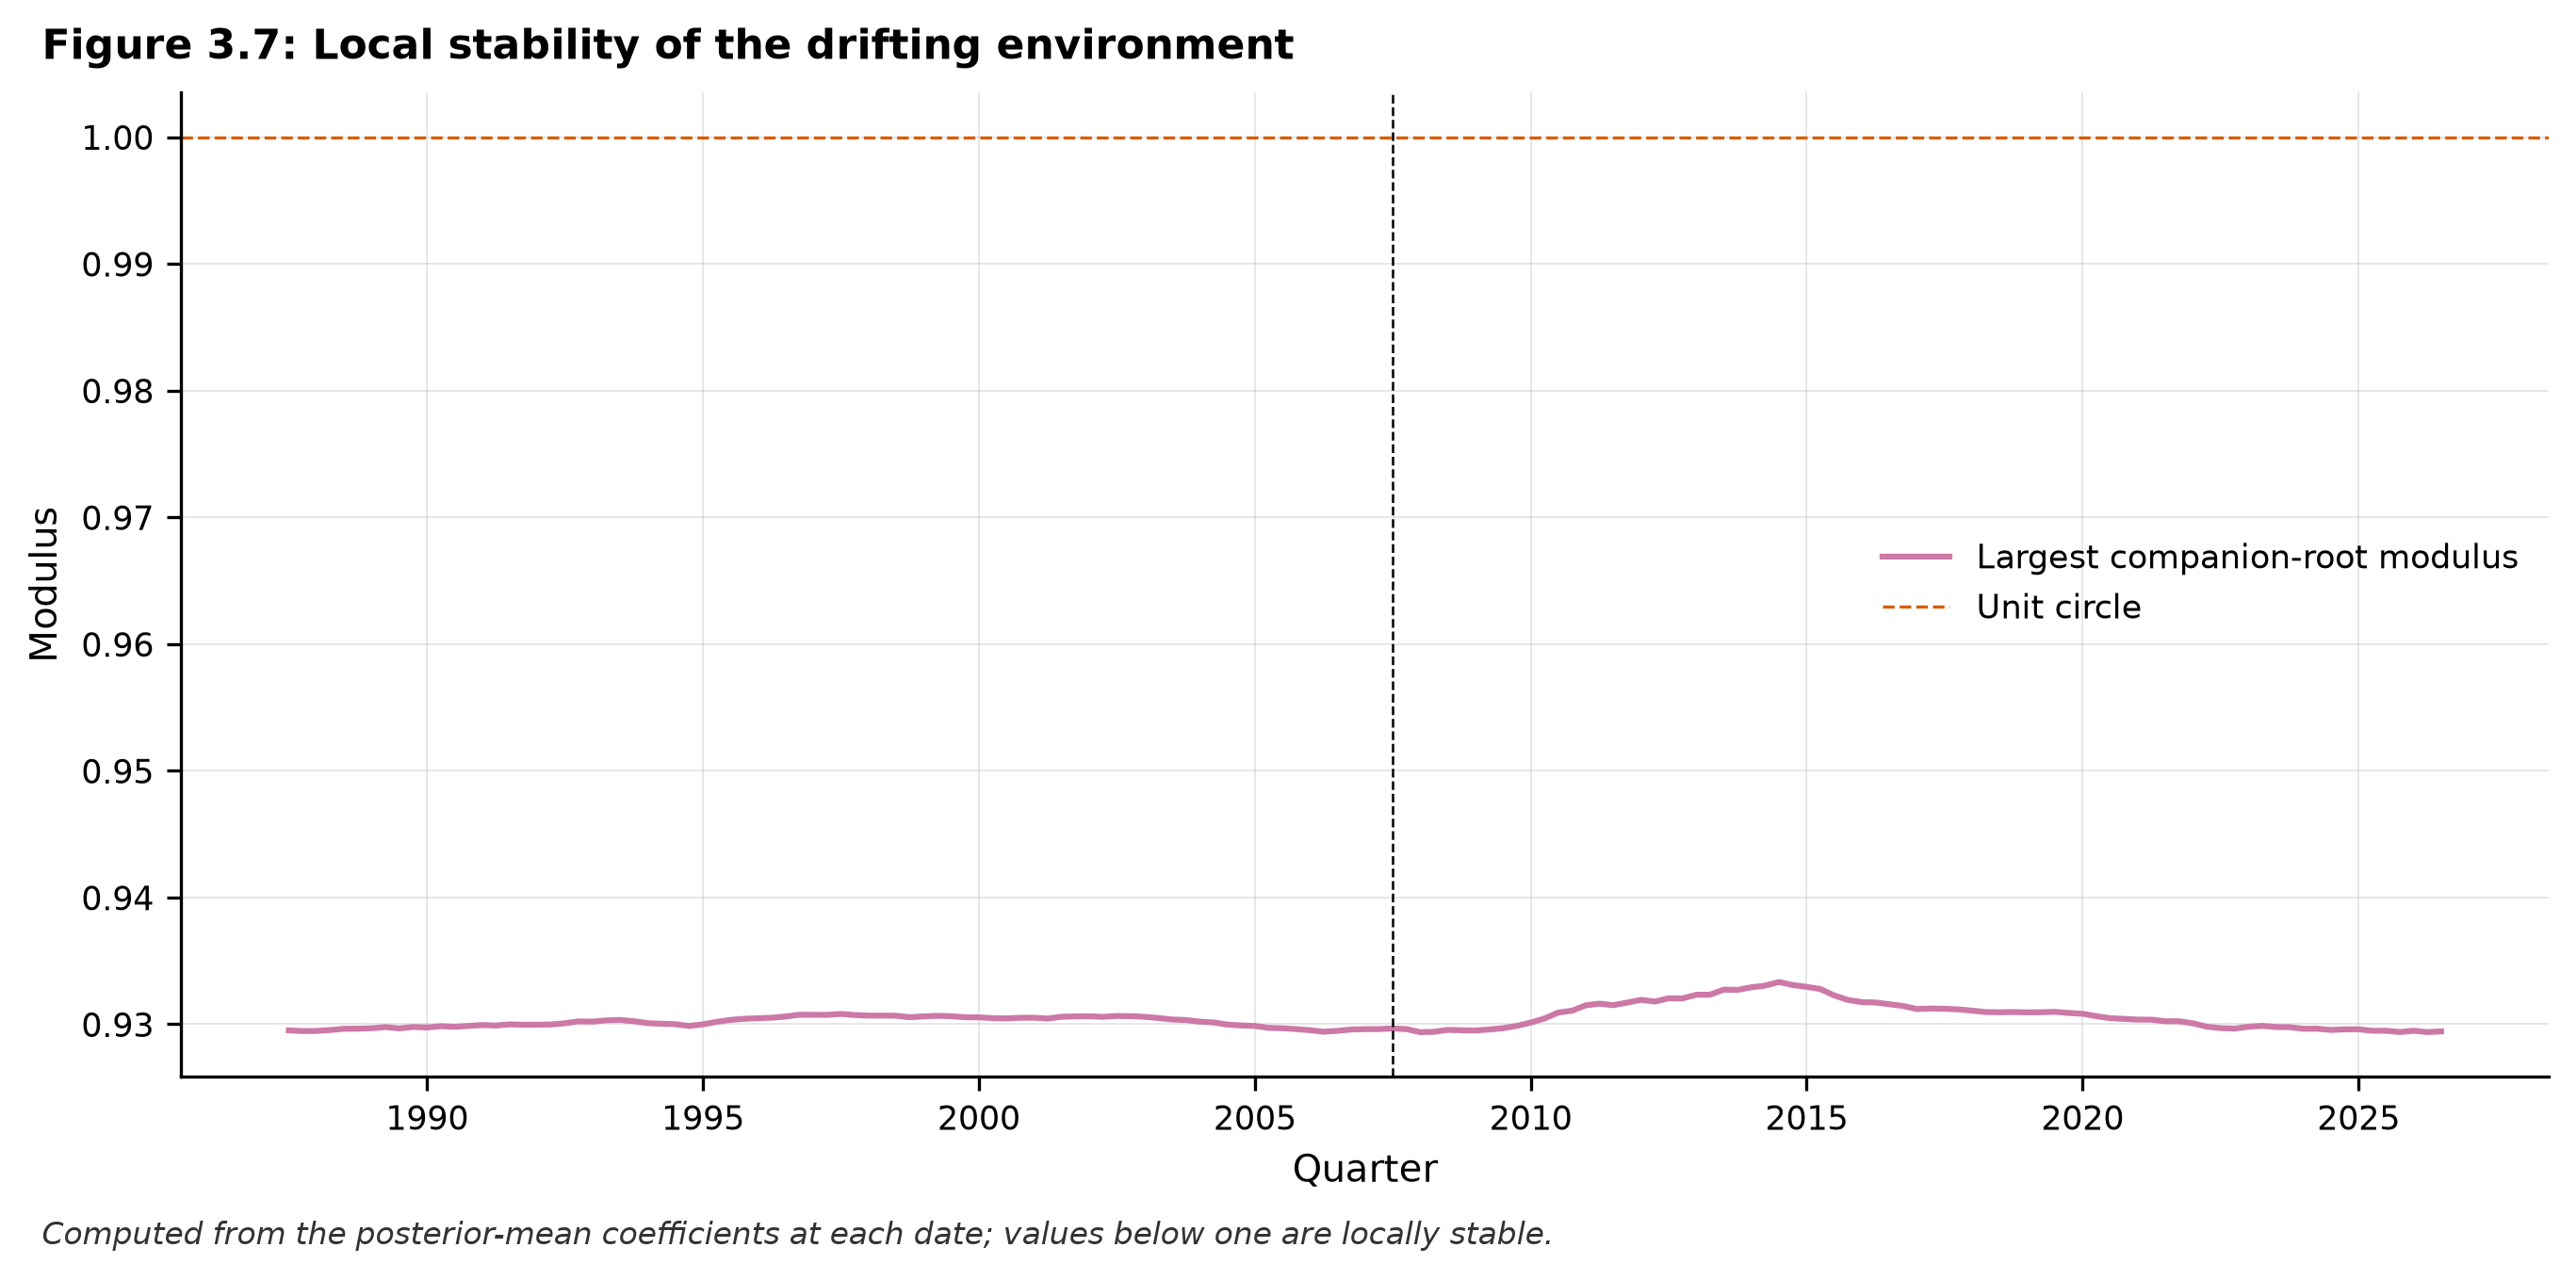 Figure 3.7: Local stability of the drifting environment
1.00
0.99
0.98
0.97
0.96
0.95
0.94
0.93
Modulus
Largest companion-root modulus
Unit circle
1990
1995
2000
2005
2010
2015
2020
2025
Quarter
Computed from the posterior-mean coefficients at each date; values below one are locally stable.